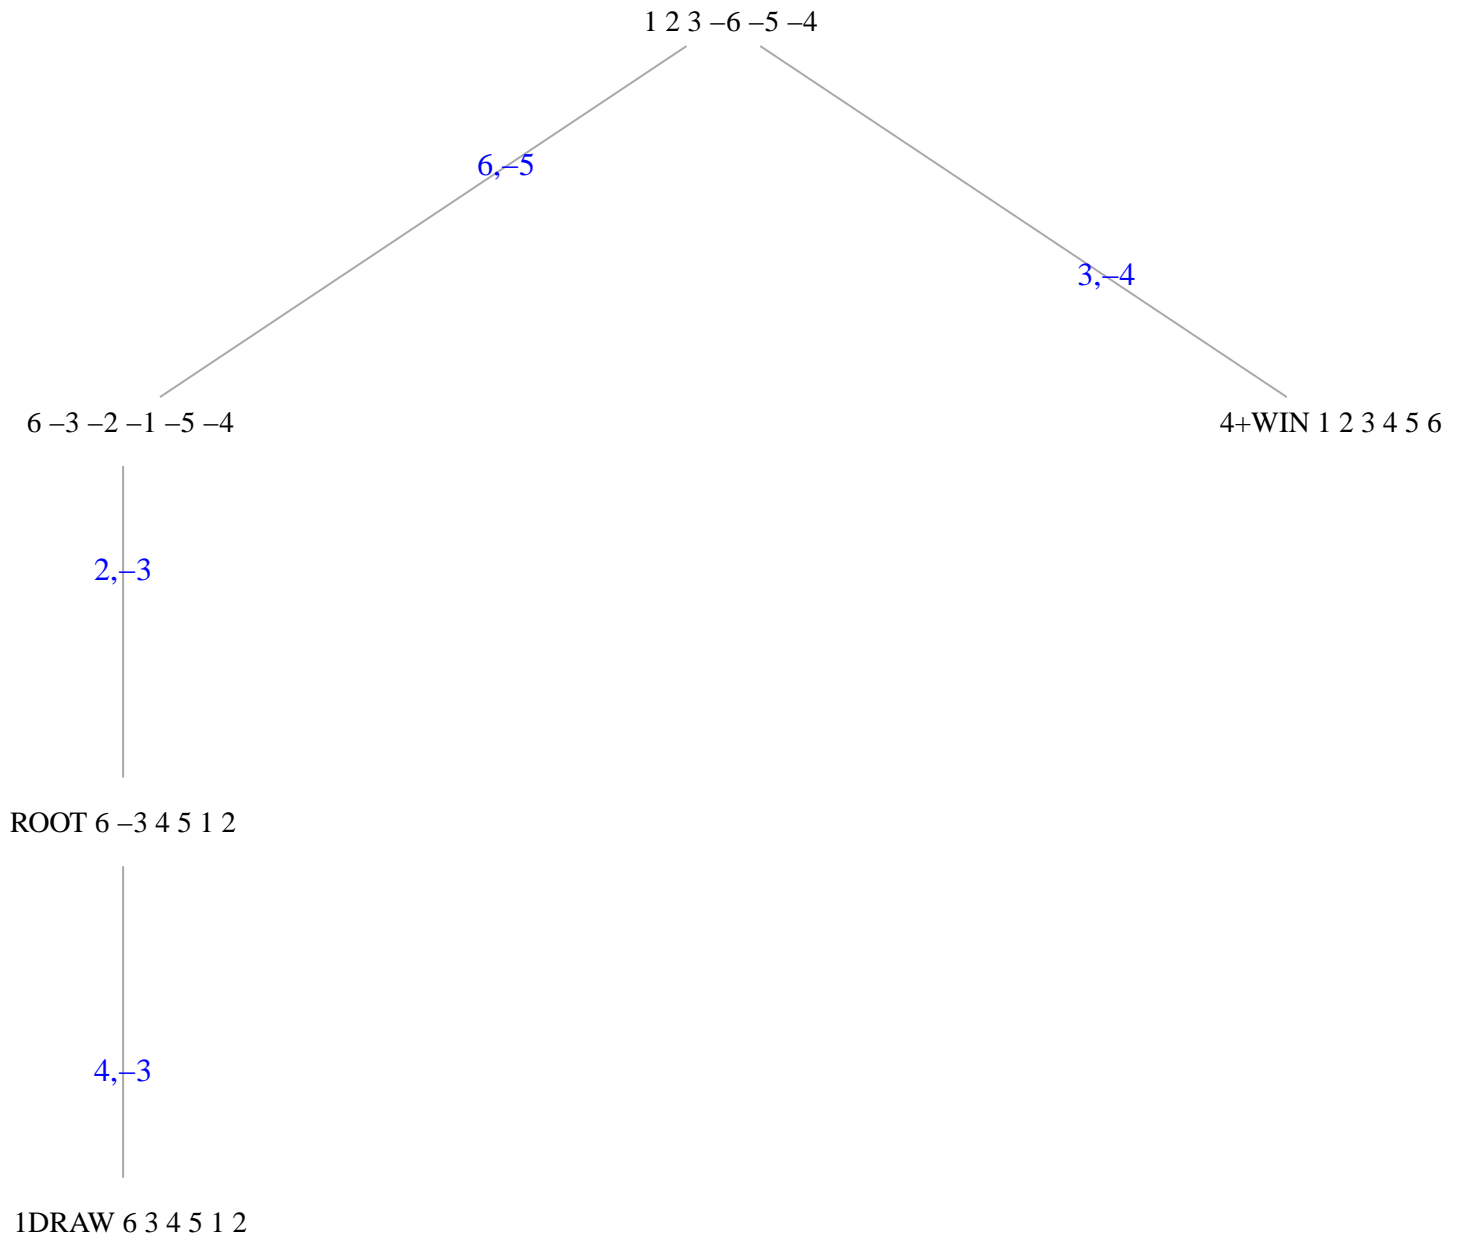 1 2 3 –6 –5 –4
6,–5
3,–4
6 –3 –2 –1 –5 –4
4+WIN 1 2 3 4 5 6
2,–3
ROOT 6 –3 4 5 1 2
4,–3
1DRAW 6 3 4 5 1 2